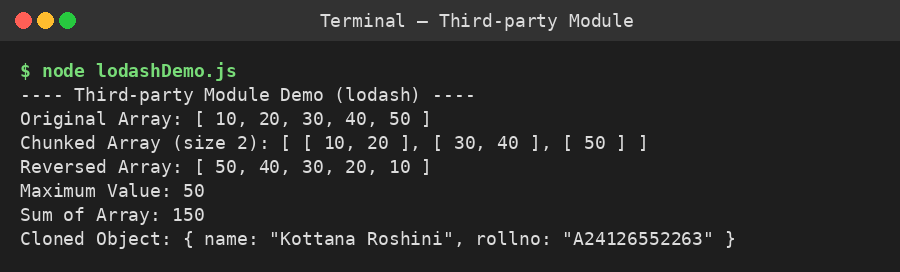 Terminal — Third-party Module
$ node lodashDemo.js
---- Third-party Module Demo (lodash) ----
Original Array: [ 10, 20, 30, 40, 50 ]
Chunked Array (size 2): [ [ 10, 20 ], [ 30, 40 ], [ 50 ] ]
Reversed Array: [ 50, 40, 30, 20, 10 ]
Maximum Value: 50
Sum of Array: 150
Cloned Object: { name: "Kottana Roshini", rollno: "A24126552263" }